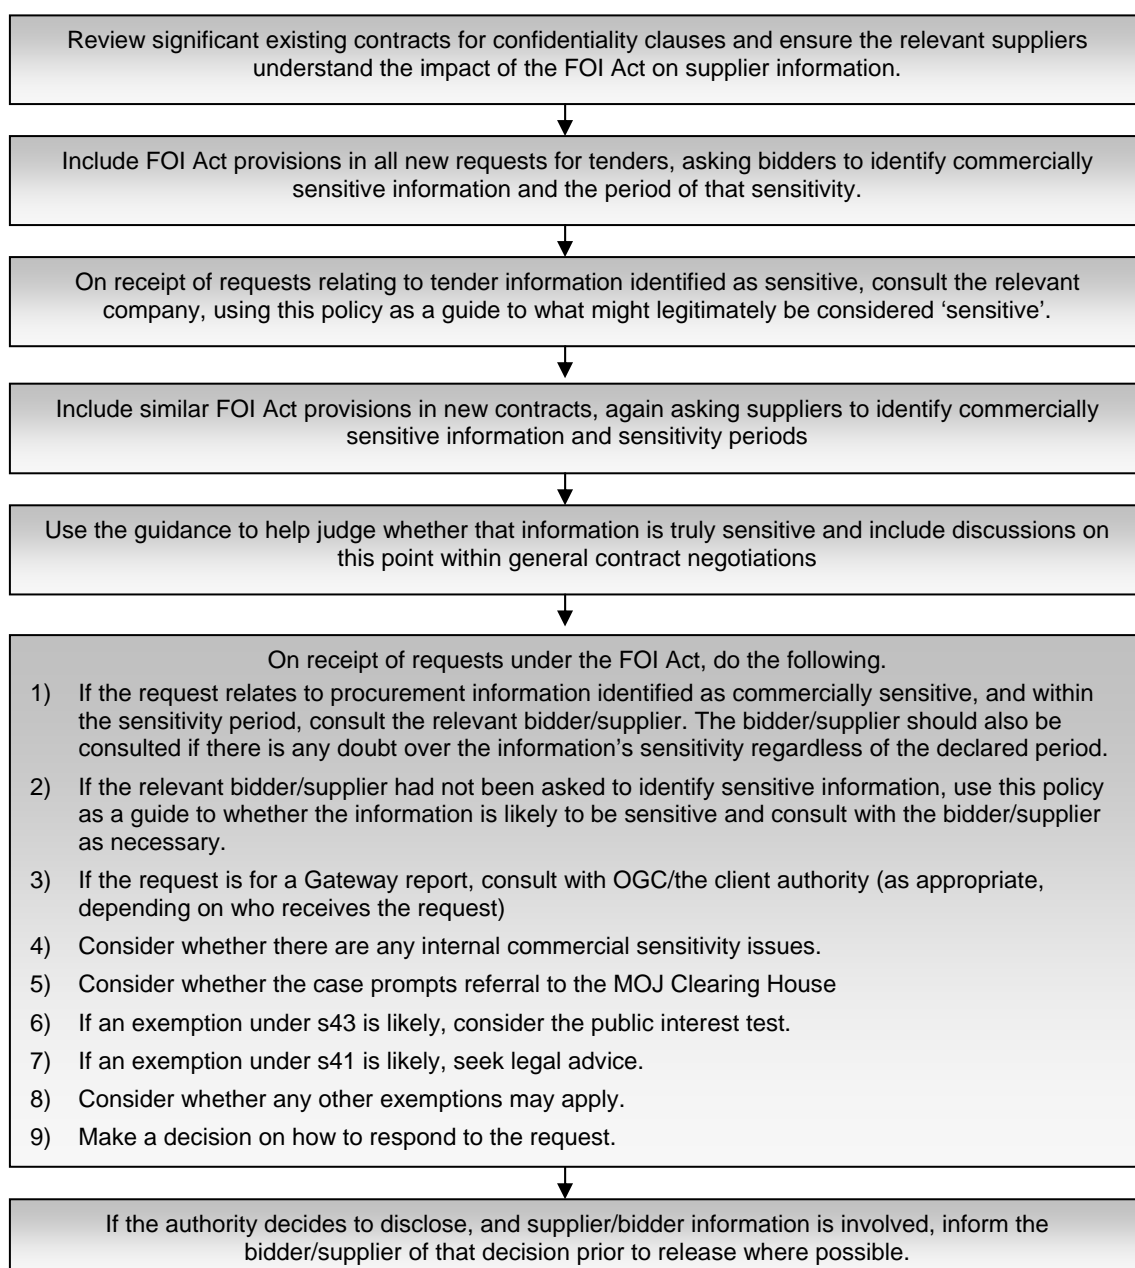 Review significant existing contracts for confidentiality clauses and ensure the relevant suppliers
understand the impact of the FOI Act on supplier information.
Include FOI Act provisions in all new requests for tenders, asking bidders to identify commercially
sensitive information and the period of that sensitivity.
On receipt of requests relating to tender information identified as sensitive, consult the relevant
company, using this policy as a guide to what might legitimately be considered ‘sensitive’.
Include similar FOI Act provisions in new contracts, again asking suppliers to identify commercially
sensitive information and sensitivity periods
Use the guidance to help judge whether that information is truly sensitive and include discussions on
this point within general contract negotiations
On receipt of requests under the FOI Act, do the following.
1) If the request relates to procurement information identified as commercially sensitive, and within
the sensitivity period, consult the relevant bidder/supplier. The bidder/supplier should also be
consulted if there is any doubt over the information’s sensitivity regardless of the declared period.
2) If the relevant bidder/supplier had not been asked to identify sensitive information, use this policy
as a guide to whether the information is likely to be sensitive and consult with the bidder/supplier
as necessary.
3) If the request is for a Gateway report, consult with OGC/the client authority (as appropriate,
depending on who receives the request)
4) Consider whether there are any internal commercial sensitivity issues.
5) Consider whether the case prompts referral to the MOJ Clearing House
6) If an exemption under s43 is likely, consider the public interest test.
7) If an exemption under s41 is likely, seek legal advice.
8) Consider whether any other exemptions may apply.
9) Make a decision on how to respond to the request.
If the authority decides to disclose, and supplier/bidder information is involved, inform the
bidder/supplier of that decision prior to release where possible.